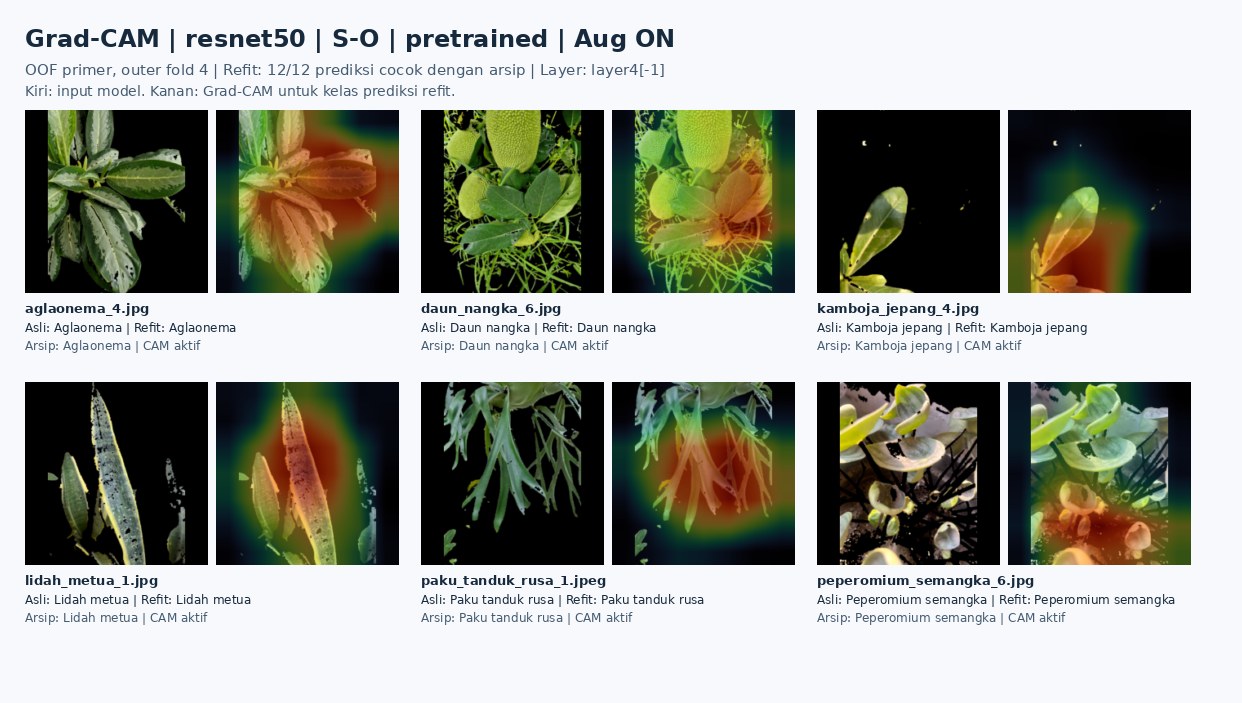 Grad-CAM | resnet50 | S-O | pretrained | Aug ON
OOF primer, outer fold 4 | Refit: 12/12 prediksi cocok dengan arsip | Layer: layer4[-1]
Kiri: input model. Kanan: Grad-CAM untuk kelas prediksi refit.
aglaonema_4.jpg
Asli: Aglaonema | Refit: Aglaonema
Arsip: Aglaonema | CAM aktif
daun_nangka_6.jpg
Asli: Daun nangka | Refit: Daun nangka
Arsip: Daun nangka | CAM aktif
kamboja_jepang_4.jpg
Asli: Kamboja jepang | Refit: Kamboja jepang
Arsip: Kamboja jepang | CAM aktif
lidah_metua_1.jpg
Asli: Lidah metua | Refit: Lidah metua
Arsip: Lidah metua | CAM aktif
paku_tanduk_rusa_1.jpeg
Asli: Paku tanduk rusa | Refit: Paku tanduk rusa
Arsip: Paku tanduk rusa | CAM aktif
peperomium_semangka_6.jpg
Asli: Peperomium semangka | Refit: Peperomium semangka
Arsip: Peperomium semangka | CAM aktif